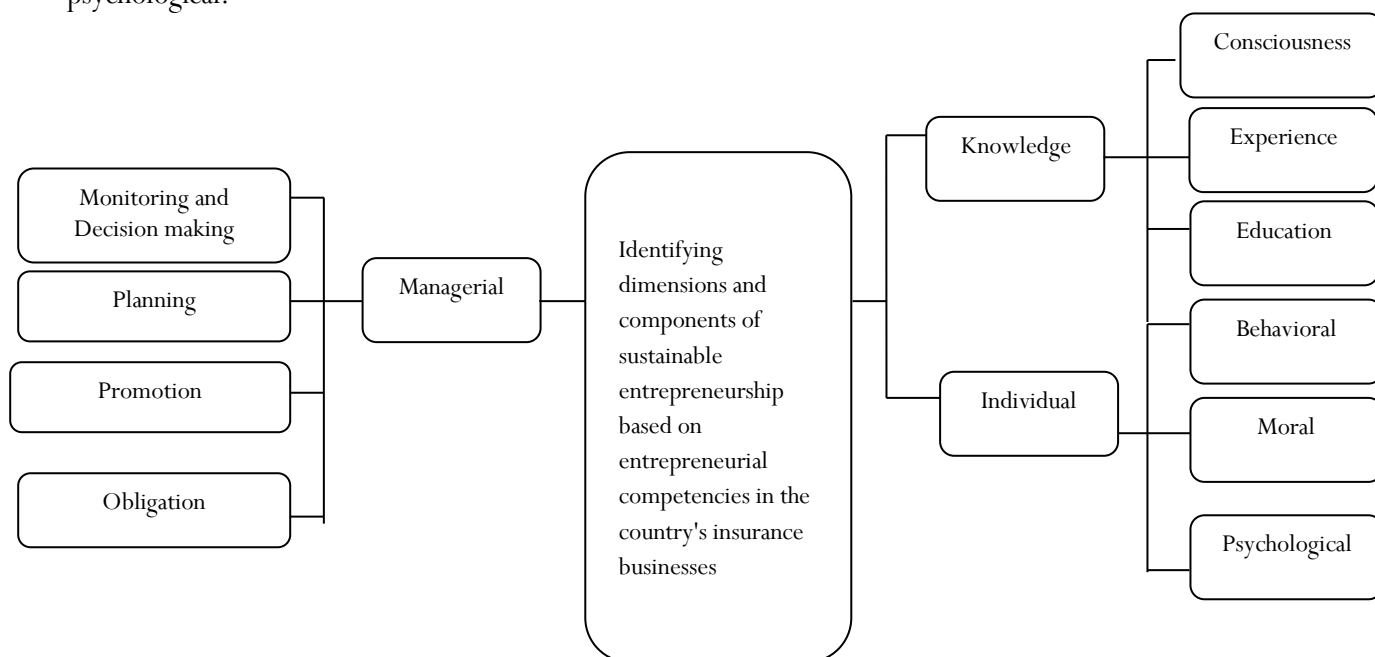 psychological.
Monitoring and
Decision making
Planning
Promotion
Obligation
Managerial
Identifying
dimensions and
components of
sustainable
entrepreneurship
based on
entrepreneurial
competencies in the
country's insurance
businesses
Knowledge
Individual
Consciousness
Experience
Education
Behavioral
Moral
Psychological